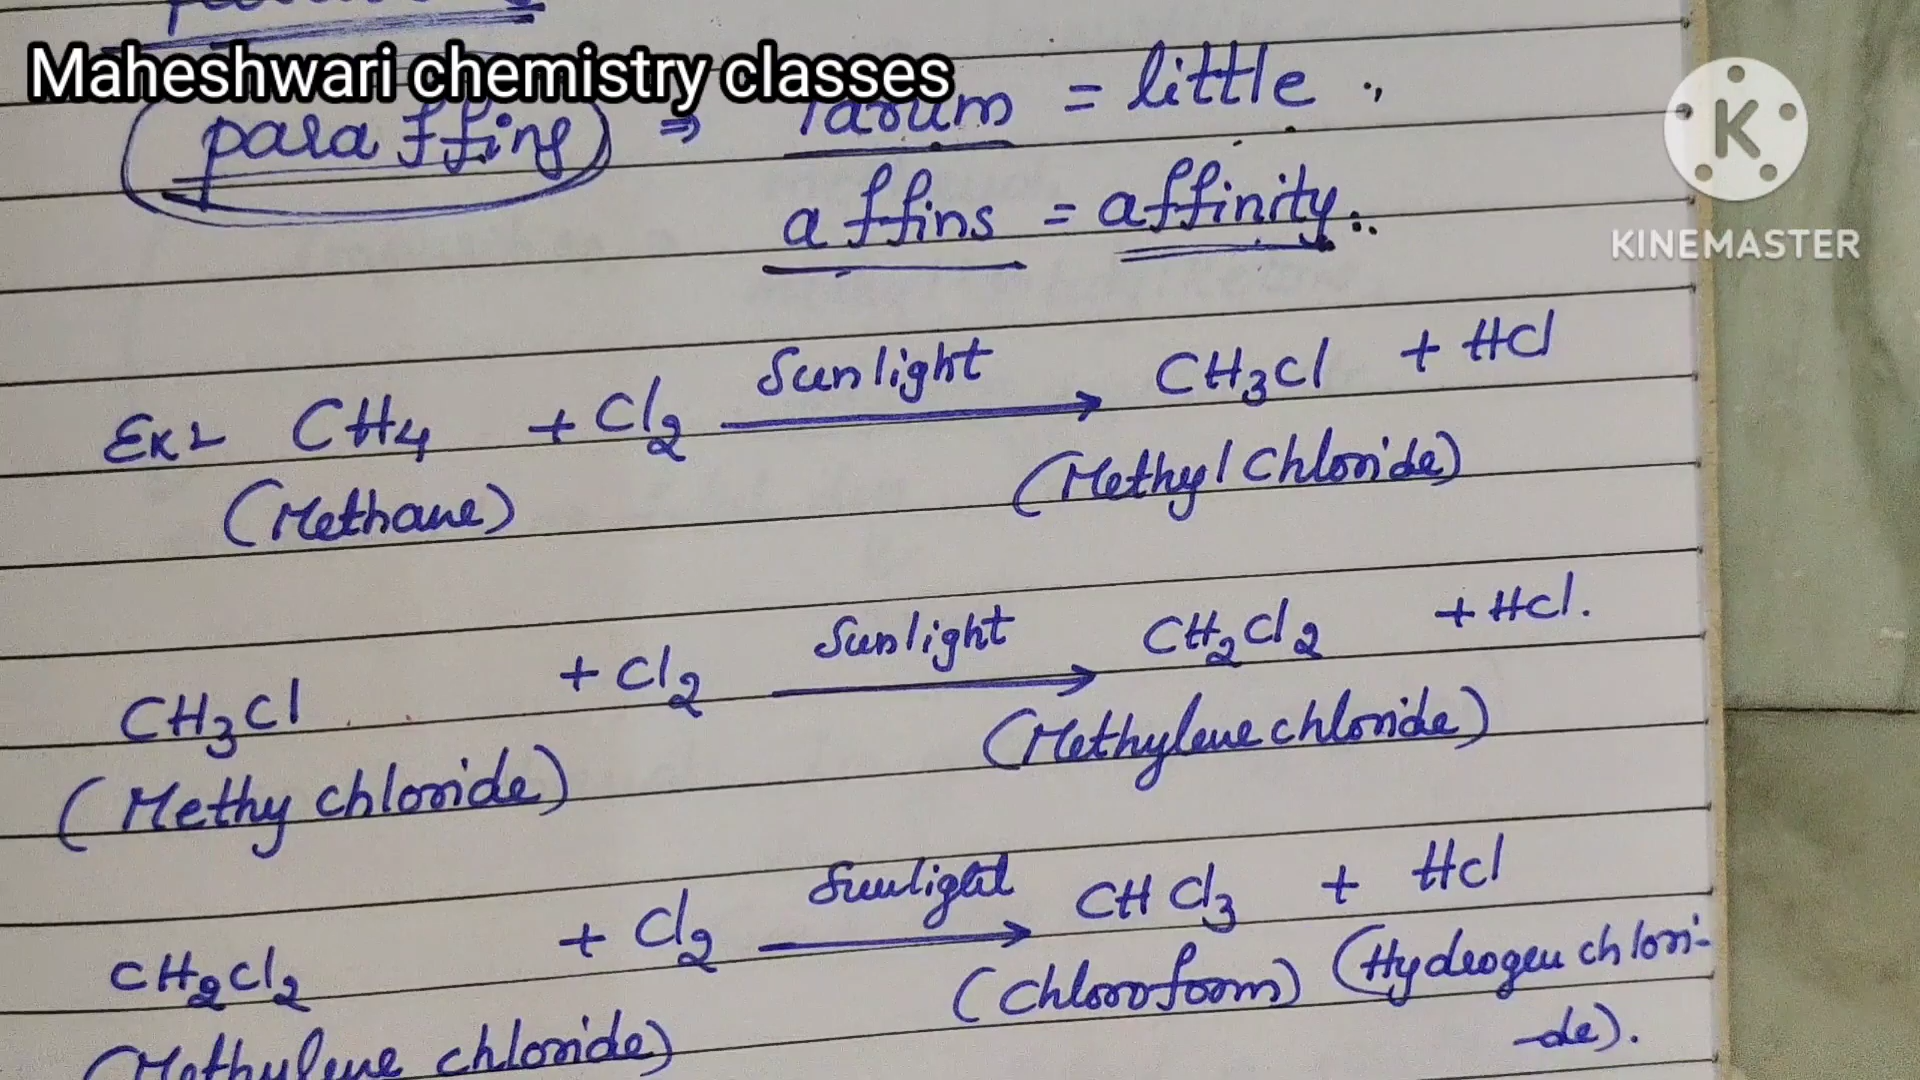 Maheshwari chemistry classes
paraffins ⇒ Parum = little
affins = affinity.
KINEMASTER
Ex:- CH4 + Cl2 Sunlight → CH3Cl + HCl
(Methane) (Methyl Chloride)
CH3Cl + Cl2 Sunlight → CH2Cl2 + HCl.
(Methy chloride) (Methylene chloride)
CH2Cl2 + Cl2 Sunlight → CHCl3 + HCl
(Chloroform) (Hydrogen chlori-
-de).
(Methylene chloride)